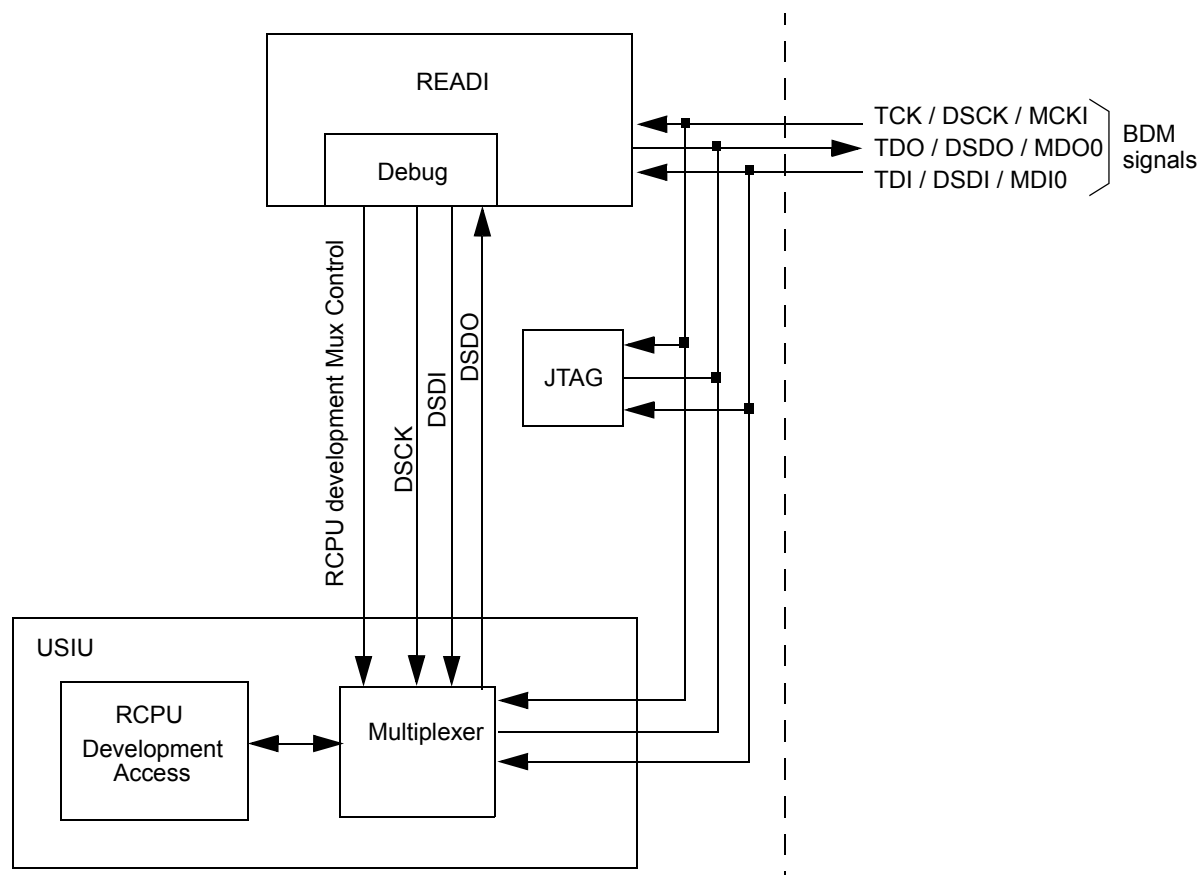 READI
Debug
TCK / DSCK / MCKI
TDO / DSDO / MDO0
TDI / DSDI / MDI0
BDM
signals
RCPU development Mux Control
DSCK
DSDI
DSDO
JTAG
USIU
RCPU
Development
Access
Multiplexer